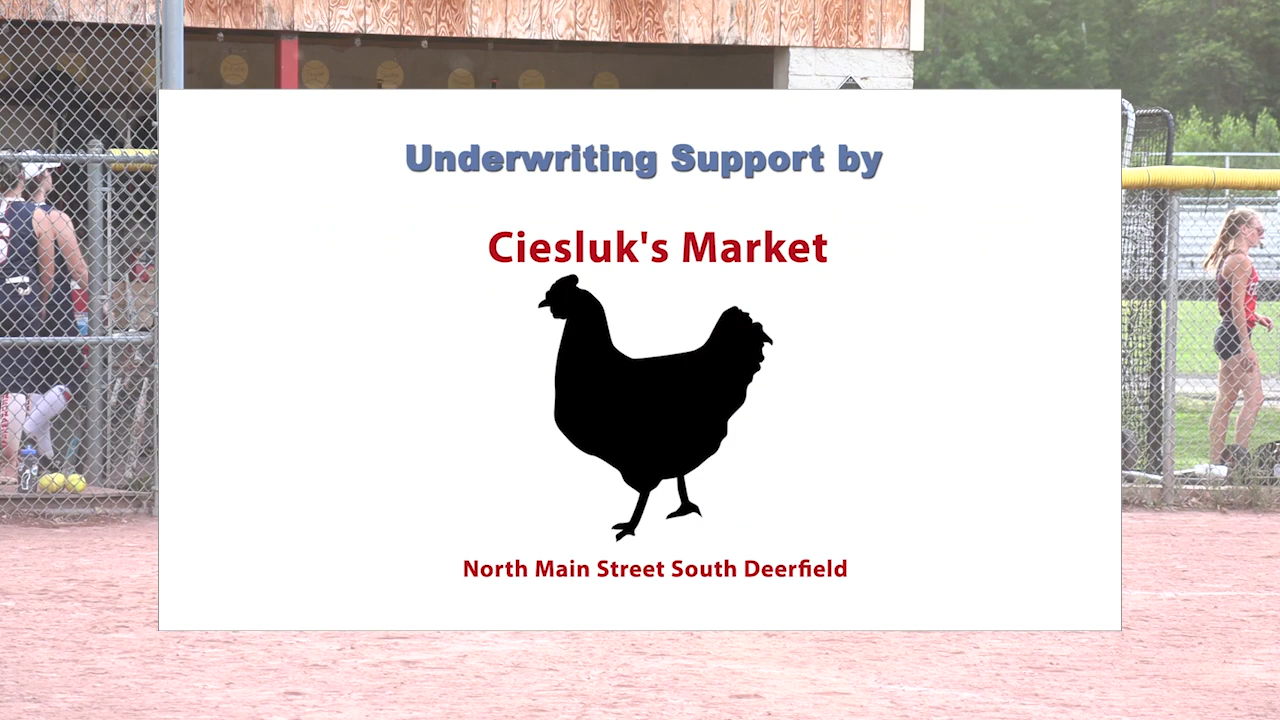 Underwriting Support by
Ciesluk's Market
North Main Street South Deerfield